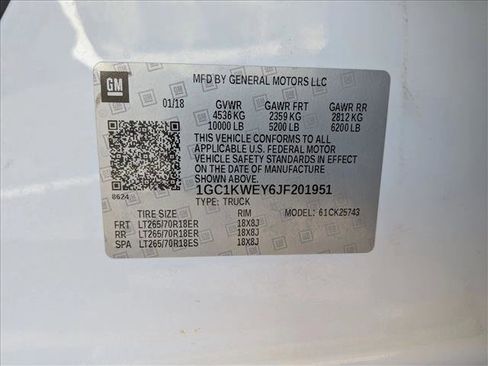 GM
MFD BY GENERAL MOTORS LLC
01/18 GVWR GAWR FRT GAWR RR
4536 KG 2359 KG 2812 KG
10000 LB 5200 LB 6200 LB
THIS VEHICLE CONFORMS TO ALL
APPLICABLE U.S. FEDERAL MOTOR
VEHICLE SAFETY STANDARDS IN EFFECT
ON THE DATE OF MANUFACTURE
SHOWN ABOVE.
8624
1GC1KWEY6JF201951
TYPE: TRUCK
TIRE SIZE RIM MODEL: 61CK25743
FRT LT265/70R18ER 18X8J
RR LT265/70R18ER 18X8J
SPA LT265/70R18ES 18X8J